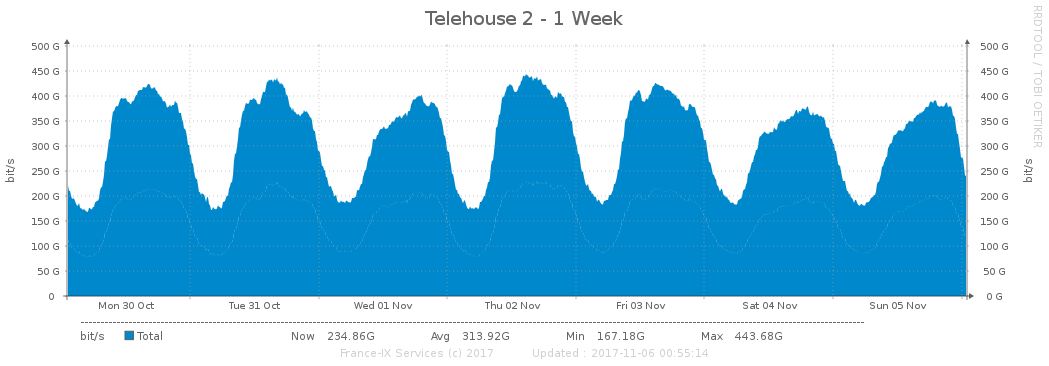 Telehouse 2 - 1 Week
RRDTOOL / TOBI OETIKER
bit/s
500 G 500 G
450 G 450 G
400 G 400 G
350 G 350 G
300 G 300 G
250 G 250 G
200 G 200 G
150 G 150 G
100 G 100 G
50 G 50 G
0 0 G
bit/s
Mon 30 Oct Tue 31 Oct Wed 01 Nov Thu 02 Nov Fri 03 Nov Sat 04 Nov Sun 05 Nov
bit/s Total Now 234.86G Avg 313.92G Min 167.18G Max 443.68G
France-IX Services (c) 2017 Updated : 2017-11-06 00:55:14